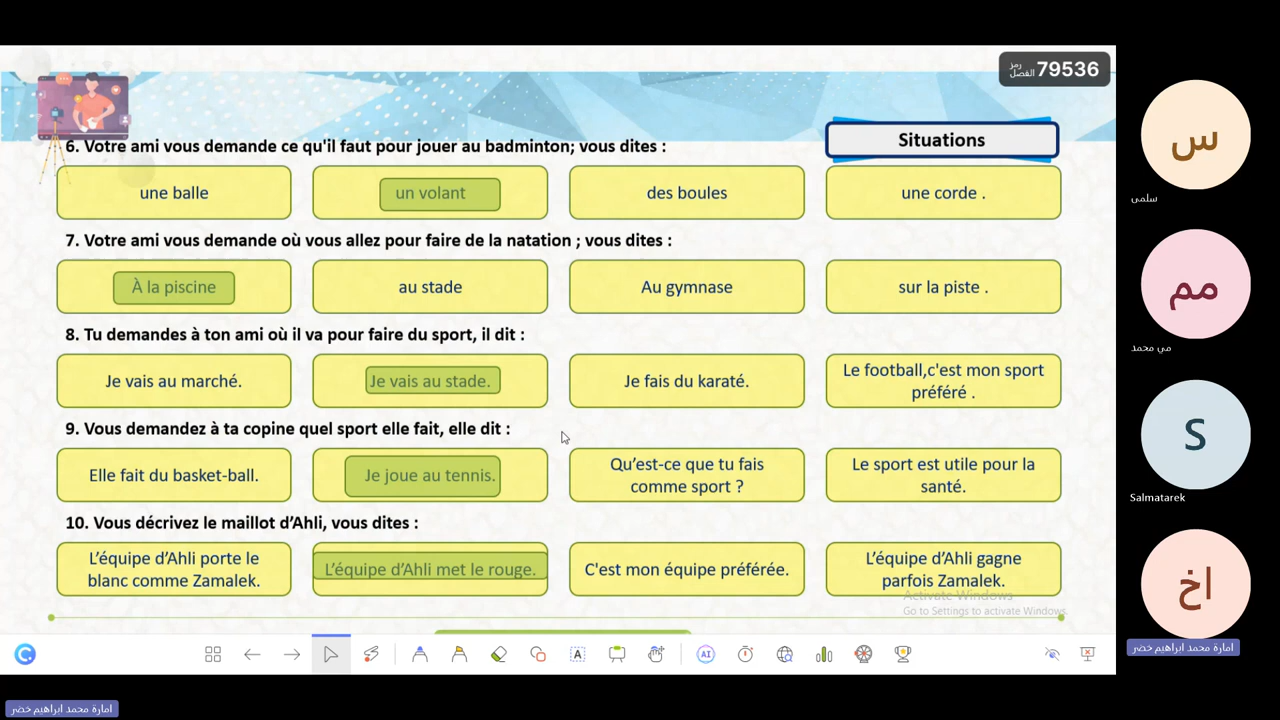 رمز الفصل 79536
Situations
6. Votre ami vous demande ce qu'il faut pour jouer au badminton; vous dites :
une balle
un volant
des boules
une corde .
7. Votre ami vous demande où vous allez pour faire de la natation ; vous dites :
À la piscine
au stade
Au gymnase
sur la piste .
8. Tu demandes à ton ami où il va pour faire du sport, il dit :
Je vais au marché.
Je vais au stade.
Je fais du karaté.
Le football,c'est mon sport
préféré .
9. Vous demandez à ta copine quel sport elle fait, elle dit :
Elle fait du basket-ball.
Je joue au tennis.
Qu’est-ce que tu fais
comme sport ?
Le sport est utile pour la
santé.
10. Vous décrivez le maillot d’Ahli, vous dites :
L’équipe d’Ahli porte le
blanc comme Zamalek.
L’équipe d’Ahli met le rouge.
C'est mon équipe préférée.
L’équipe d’Ahli gagne
parfois Zamalek.
Activate Windows
Go to Settings to activate Windows.
A
AI
س
سلمى
مم
مي محمد
S
Salmatarek
اخ
امارة محمد ابراهيم خضر
امارة محمد ابراهيم خضر